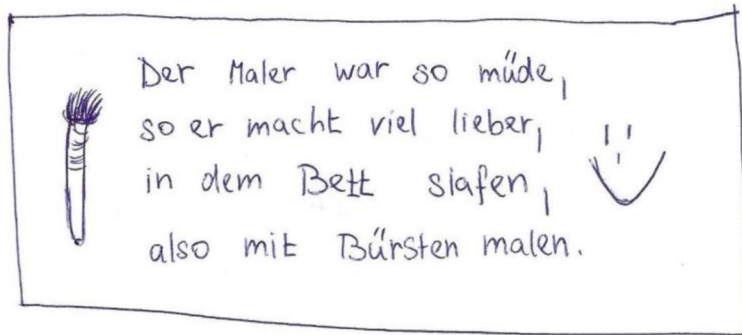 Der Maler war so müde,
so er macht viel lieber,
in dem Bett slafen,
also mit Bürsten malen.